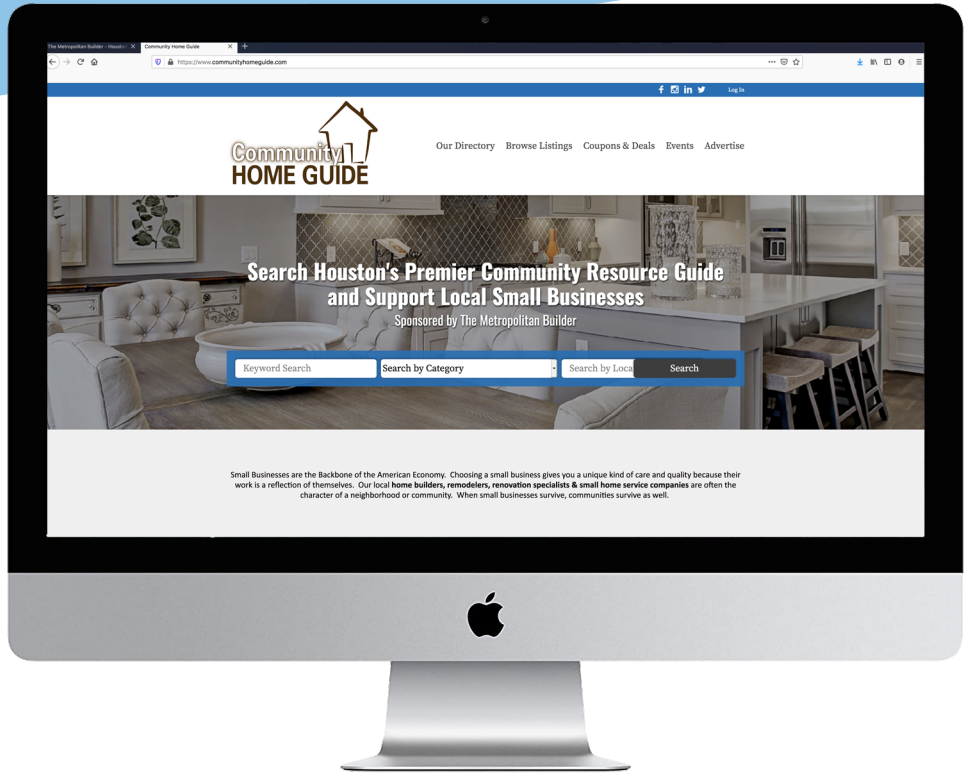 The Metropolitan Builder - Houston
Community Home Guide
https://www.communityhomeguide.com
Log In
Community
HOME GUIDE
Our Directory Browse Listings Coupons & Deals Events Advertise
Search Houston's Premier Community Resource Guide
and Support Local Small Businesses
Sponsored by The Metropolitan Builder
Keyword Search Search by Category Search by Loca Search
Small Businesses are the Backbone of the American Economy. Choosing a small business gives you a unique kind of care and quality because their
work is a reflection of themselves. Our local home builders, remodelers, renovation specialists & small home service companies are often the
character of a neighborhood or community. When small businesses survive, communities survive as well.